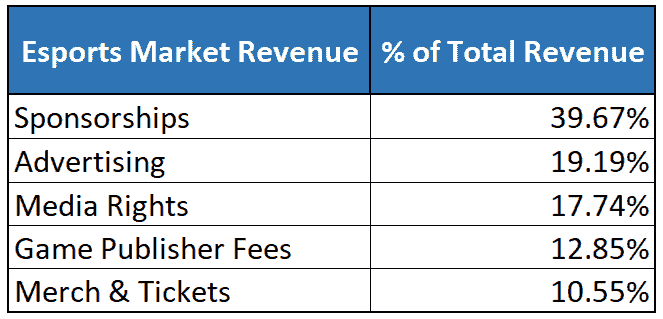 Esports Market Revenue % of Total Revenue
Sponsorships 39.67%
Advertising 19.19%
Media Rights 17.74%
Game Publisher Fees 12.85%
Merch & Tickets 10.55%